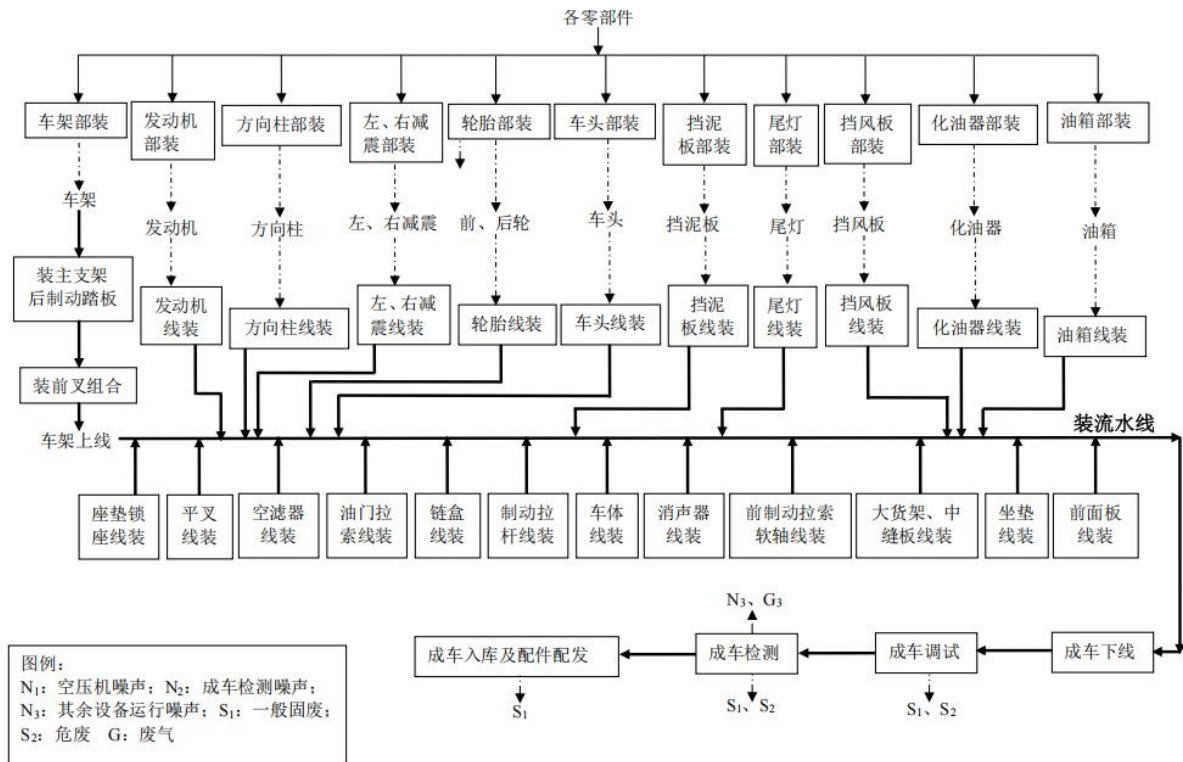 各零部件
车架部装
发动机
部装
方向柱部装
左、右减
震部装
轮胎部装
车头部装
挡泥
板部装
尾灯
部装
挡风板
部装
化油器部装
油箱部装
车架
发动机
方向柱
左、右减震
前、后轮
车头
挡泥板
尾灯
挡风板
化油器
油箱
装主支架
后制动踏板
发动机
线装
方向柱线装
左、右减
震线装
轮胎线装
车头线装
挡泥
板线装
尾灯
线装
挡风板
线装
化油器线装
油箱线装
装前叉组合
车架上线
装流水线
座垫锁
座线装
平叉
线装
空滤器
线装
油门拉
索线装
链盒
线装
制动拉
杆线装
车体
线装
消声器
线装
前制动拉索
软轴线装
大货架、中
缝板线装
坐垫
线装
前面板
线装
N₃、G₃
成车入库及配件配发
成车检测
成车调试
成车下线
S₁
S₁、S₂
S₁、S₂
图例：
N₁：空压机噪声；N₂：成车检测噪声；
N₃：其余设备运行噪声；S₁：一般固废；
S₂：危废 G：废气